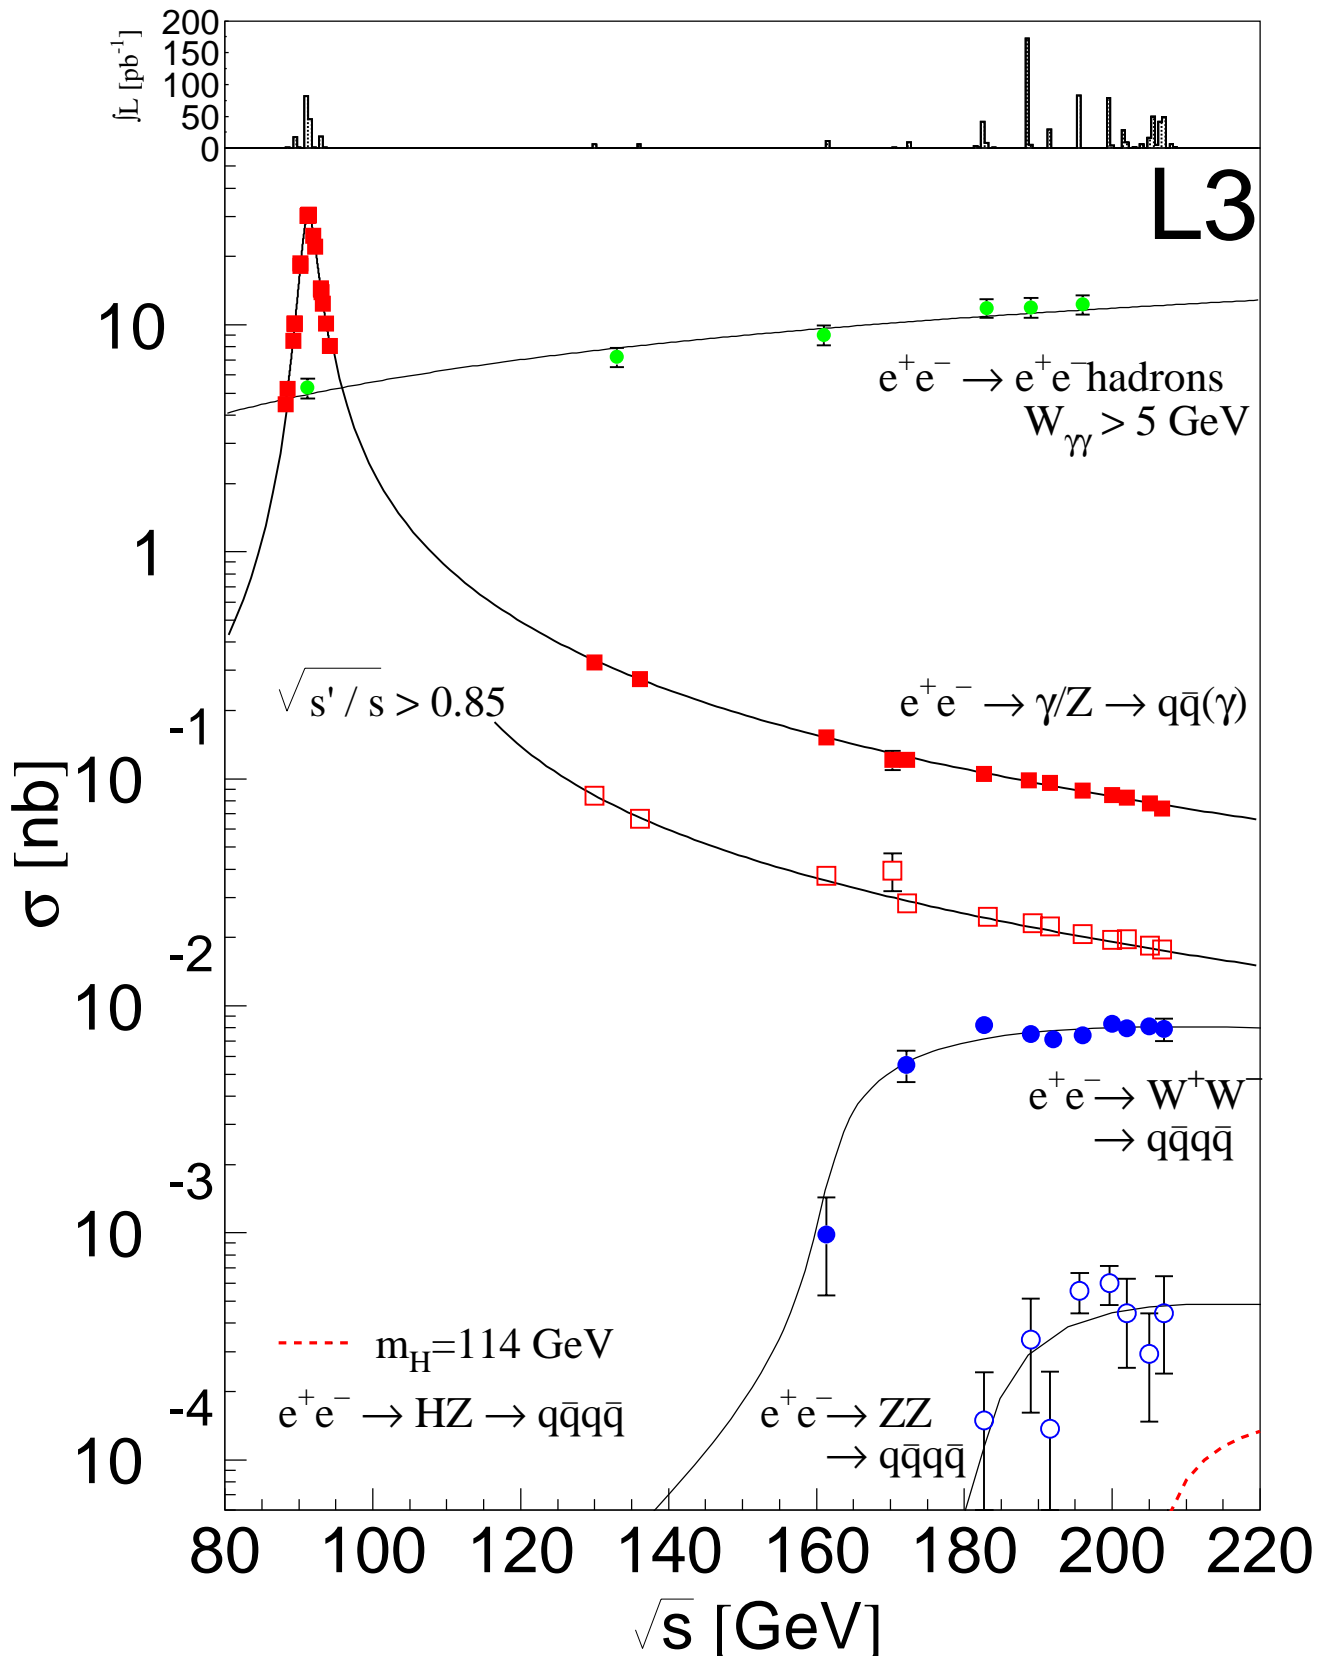 200
150
100
50
0
∫L [pb⁻¹]
L3
10
e⁺e⁻ → e⁺e⁻hadrons
W_γγ > 5 GeV
1
√s'/s > 0.85
e⁺e⁻ → γ/Z → qq̄(γ)
10⁻¹
σ [nb]
10⁻²
e⁺e⁻ → W⁺W⁻
→ qq̄qq̄
10⁻³
m_H=114 GeV
e⁺e⁻ → HZ → qq̄qq̄
e⁺e⁻ → ZZ
→ qq̄qq̄
10⁻⁴
80 100 120 140 160 180 200 220
√s [GeV]